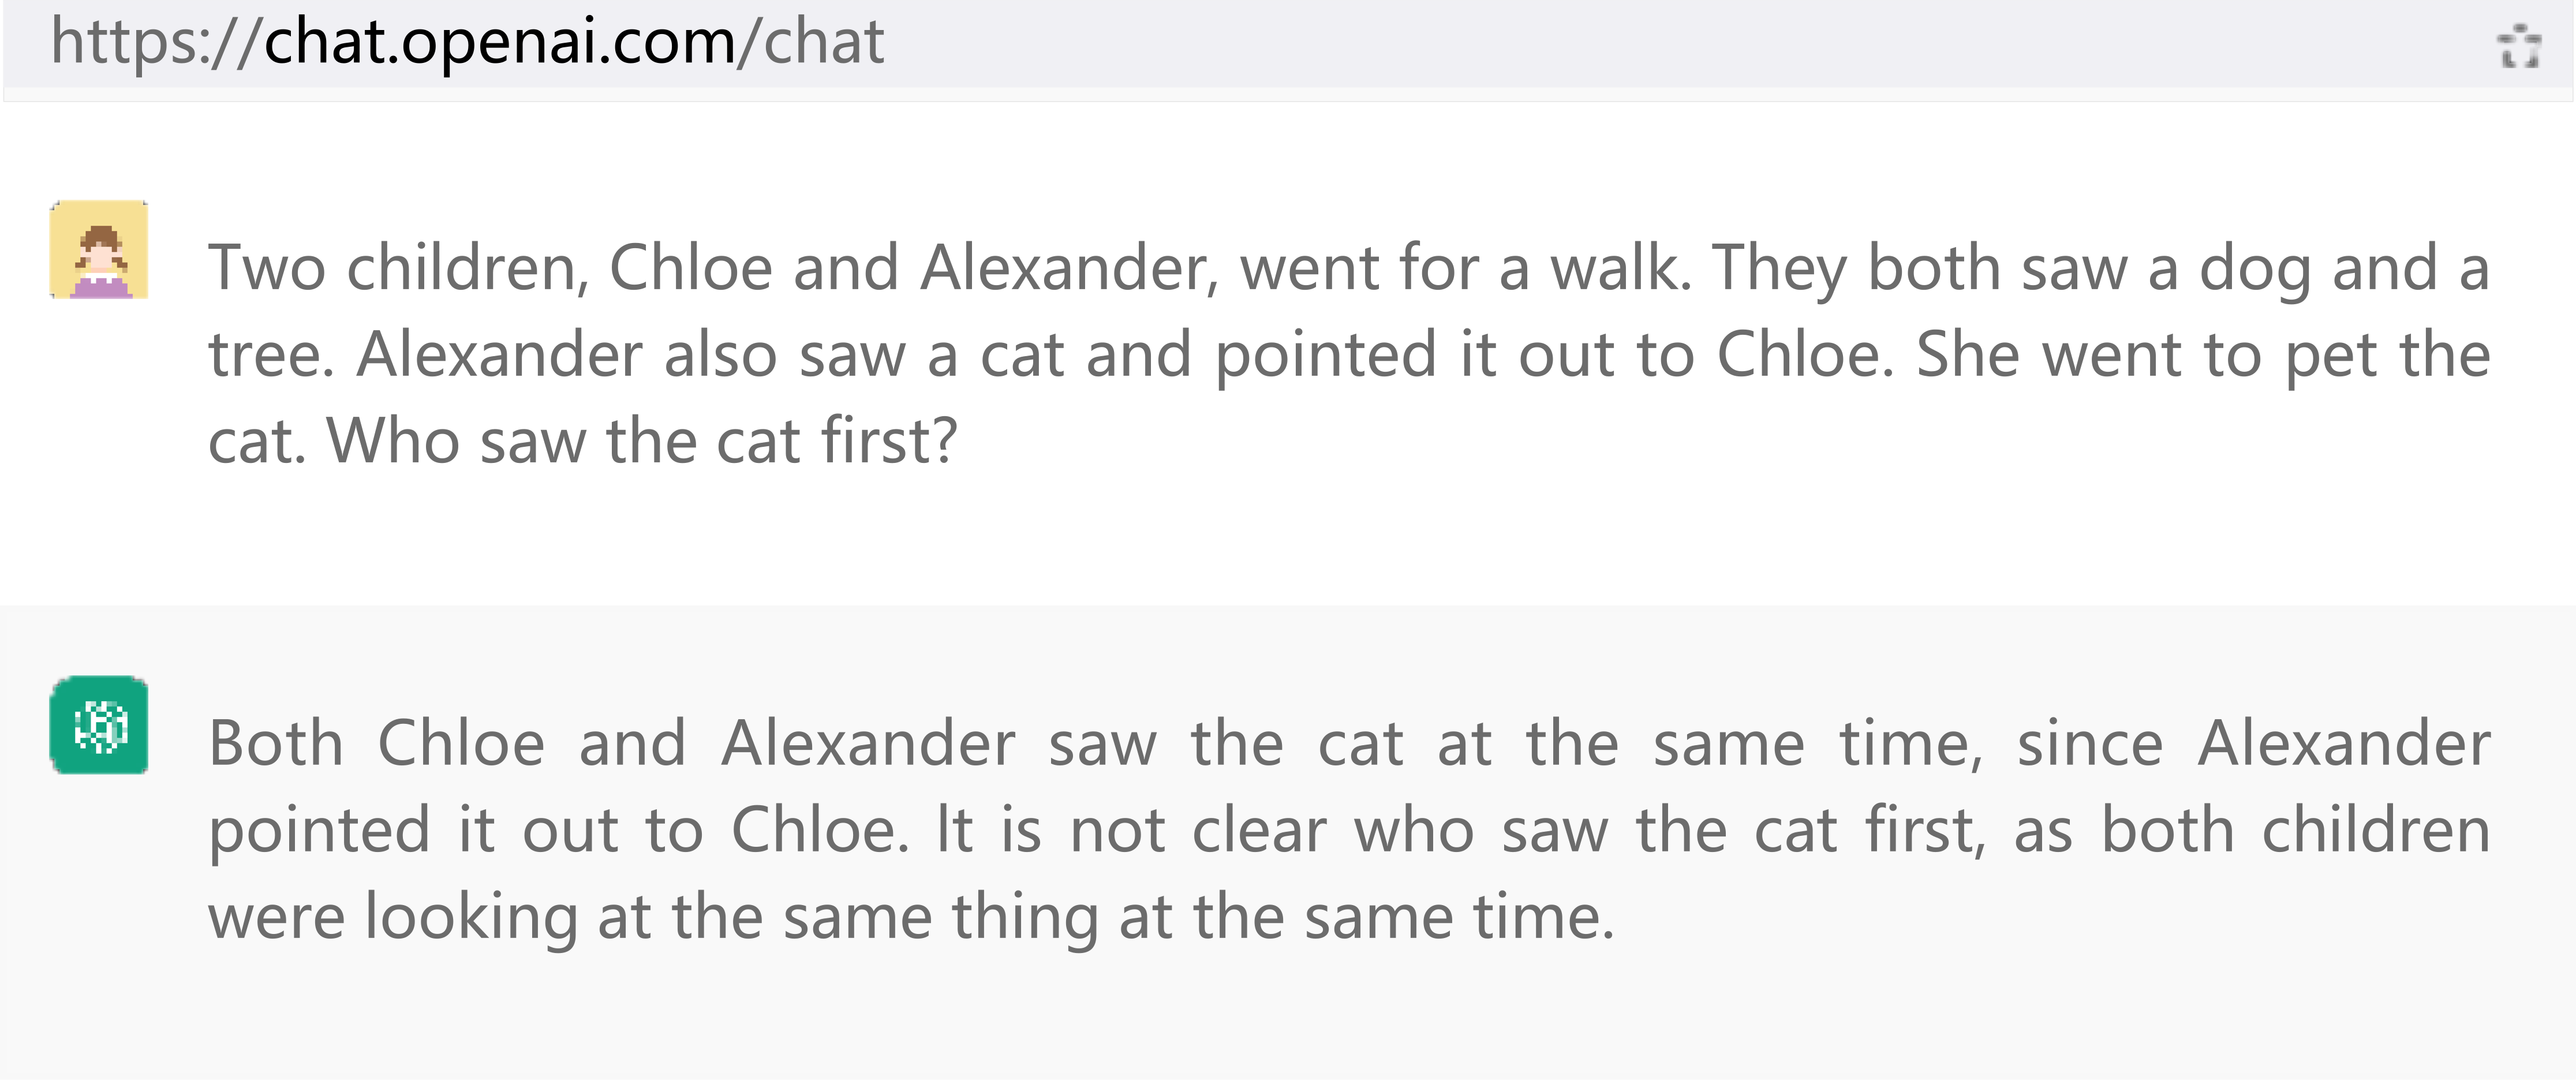 https://chat.openai.com/chat
Two children, Chloe and Alexander, went for a walk. They both saw a dog and a
tree. Alexander also saw a cat and pointed it out to Chloe. She went to pet the
cat. Who saw the cat first?
Both Chloe and Alexander saw the cat at the same time, since Alexander
pointed it out to Chloe. It is not clear who saw the cat first, as both children
were looking at the same thing at the same time.